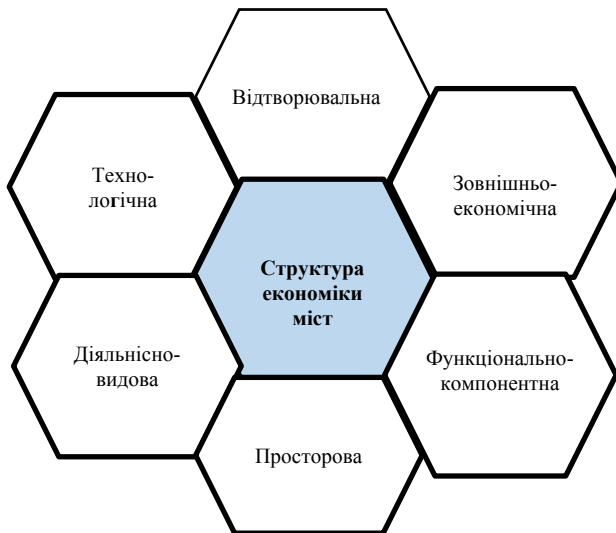 Відтворювальна
Техно-
логічна
Зовнішньо-
економічна
Структура
економіки
міст
Діяльнісно-
видова
Функціонально-
компонентна
Просторова